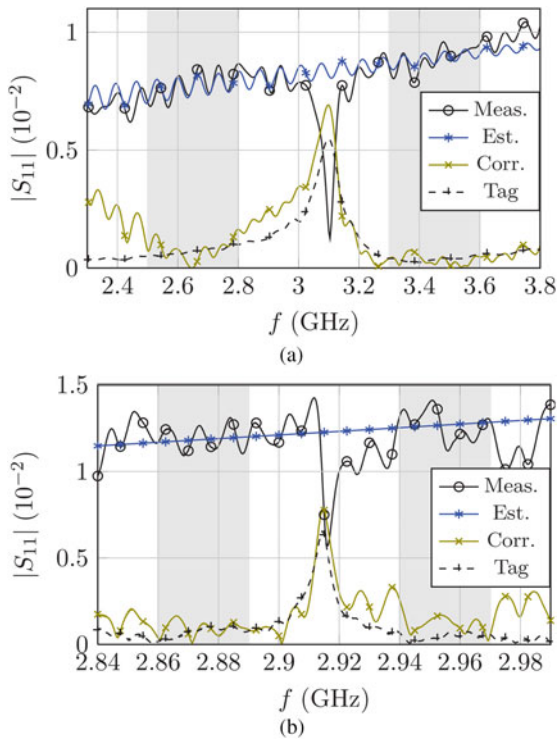 1
0.5
0
|S11| (10−2)
Meas.
Est.
Corr.
Tag
2.4 2.6 2.8 3 3.2 3.4 3.6 3.8
f (GHz)
(a)
1.5
1
0.5
0
|S11| (10−2)
Meas.
Est.
Corr.
Tag
2.84 2.86 2.88 2.9 2.92 2.94 2.96 2.98
f (GHz)
(b)